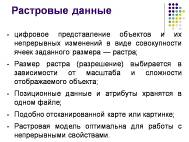 Растровые данные
- цифровое представление объектов и их
непрерывных изменений в виде совокупности
ячеек заданного размера — растра;
- Размер растра (разрешение) выбирается в
зависимости от масштаба и сложности
отображаемого объекта;
- Позиционные данные и атрибуты хранятся в
одном файле;
- Подобно отсканированной карте или картинке;
- Растровая модель оптимальна для работы с
непрерывными свойствами.